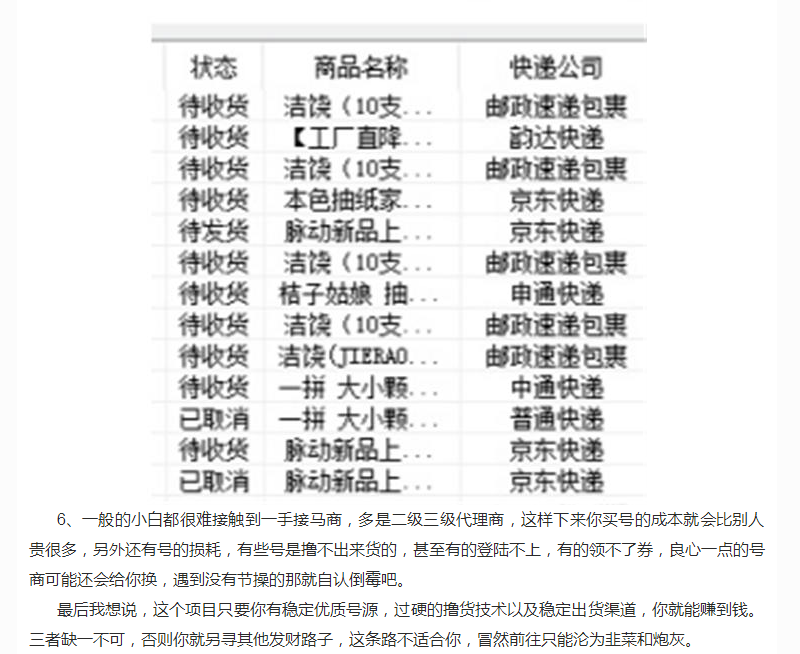 状态 商品名称 快递公司
待收货 洁饶（10支... 邮政速递包裹
待收货 【工厂直降... 韵达快递
待收货 洁饶（10支... 邮政速递包裹
待收货 本色抽纸家... 京东快递
待发货 脉动新品上... 京东快递
待收货 洁饶（10支... 邮政速递包裹
待收货 桔子姑娘 抽... 申通快递
待收货 洁饶（10支... 邮政速递包裹
待收货 洁饶(JIERAO... 邮政速递包裹
待收货 一拼 大小颗... 中通快递
已取消 一拼 大小颗... 普通快递
待收货 脉动新品上... 京东快递
已取消 脉动新品上... 京东快递
6、一般的小白都很难接触到一手接马商，多是二级三级代理商，这样下来你买号的成本就会比别人
贵很多，另外还有号的损耗，有些号是撸不出来货的，甚至有的登陆不上，有的领不了券，良心一点的号
商可能还会给你换，遇到没有节操的那就自认倒霉吧。
最后我想说，这个项目只要你有稳定优质号源，过硬的撸货技术以及稳定出货渠道，你就能赚到钱。
三者缺一不可，否则你就另寻其他发财路子，这条路不适合你，冒然前往只能沦为韭菜和炮灰。